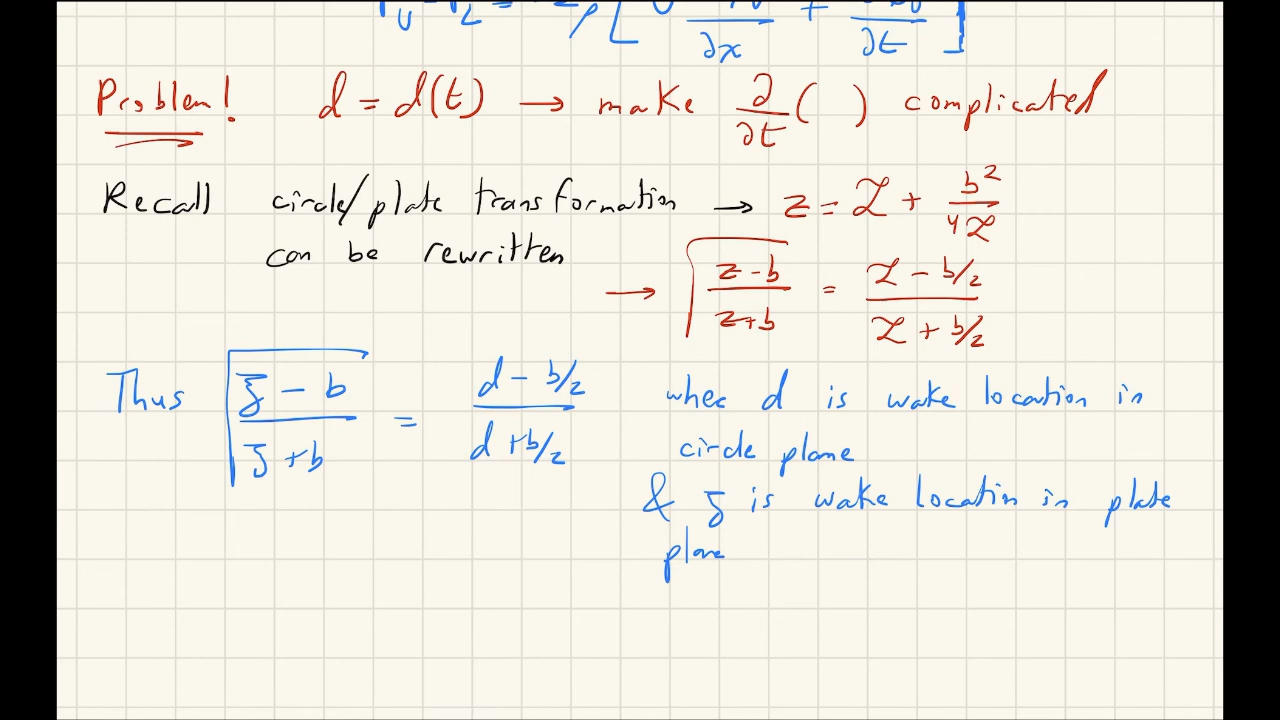 ∂x ∂t ]
Problem! d = d(t) → make ∂/∂t ( ) complicated
Recall circle/plate transformation → z = Z + b²/4Z
can be rewritten
→ √((z-b)/(z+b)) = (Z - b/2)/(Z + b/2)
Thus √((ξ - b)/(ξ + b)) = (d - b/2)/(d + b/2) wher d is wake location in
circle plane
& ξ is wake location in plate
plane